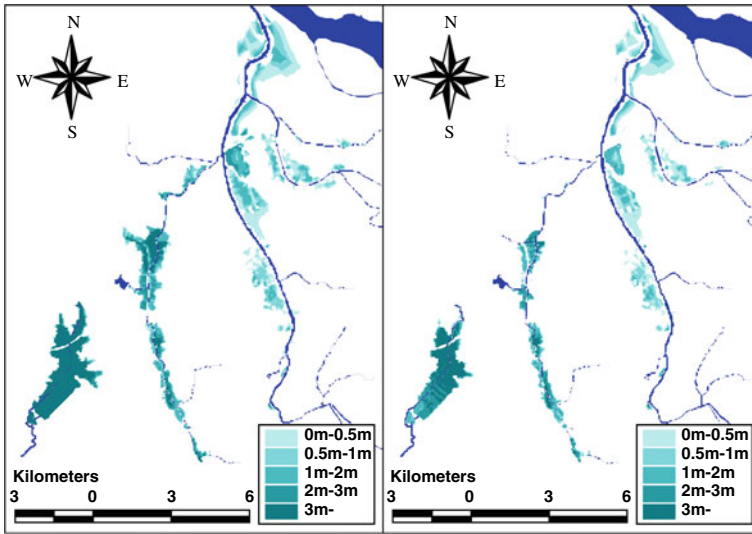 N
W E
S
0m-0.5m
0.5m-1m
1m-2m
2m-3m
3m-
Kilometers
3 0 3 6
N
W E
S
0m-0.5m
0.5m-1m
1m-2m
2m-3m
3m-
Kilometers
3 0 3 6